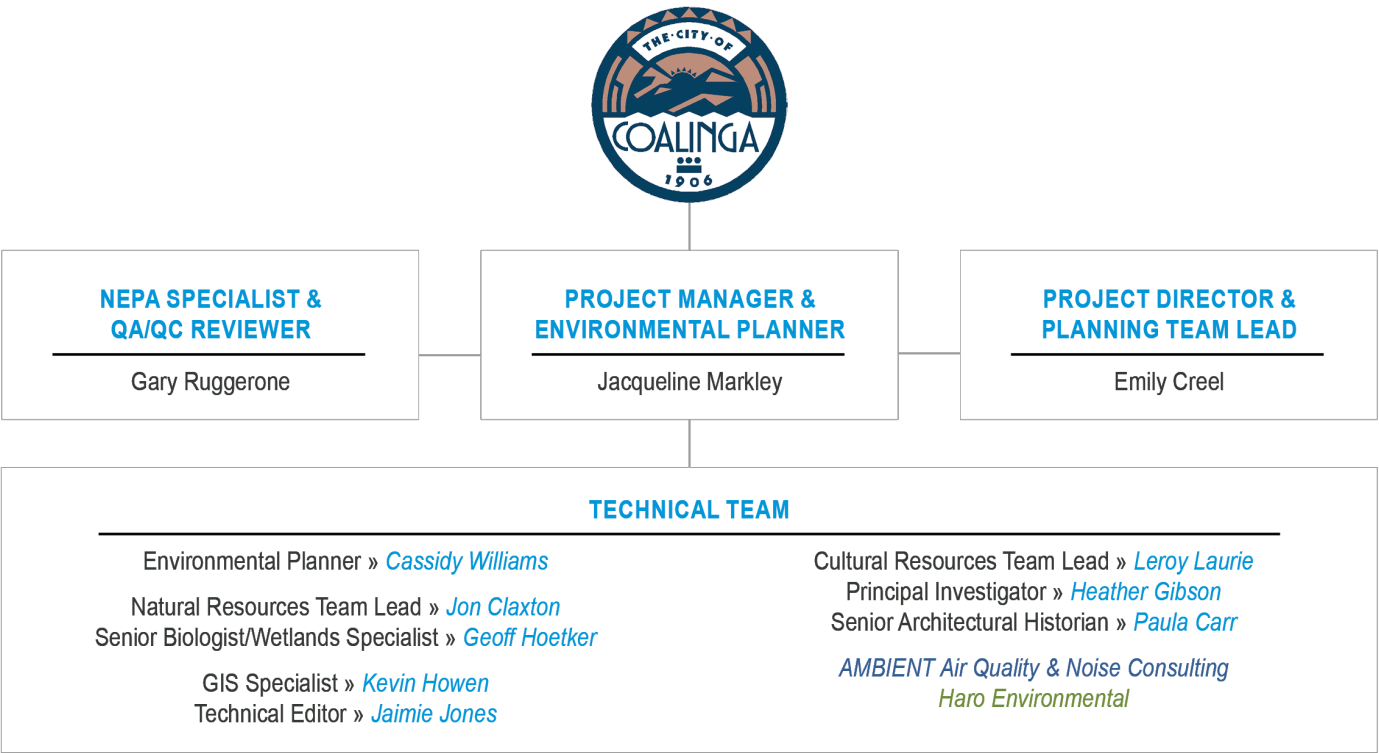 THE·CITY·OF
COALINGA
1906
NEPA SPECIALIST &
QA/QC REVIEWER
Gary Ruggerone
PROJECT MANAGER &
ENVIRONMENTAL PLANNER
Jacqueline Markley
PROJECT DIRECTOR &
PLANNING TEAM LEAD
Emily Creel
TECHNICAL TEAM
Environmental Planner » Cassidy Williams
Natural Resources Team Lead » Jon Claxton
Senior Biologist/Wetlands Specialist » Geoff Hoetker
GIS Specialist » Kevin Howen
Technical Editor » Jaimie Jones
Cultural Resources Team Lead » Leroy Laurie
Principal Investigator » Heather Gibson
Senior Architectural Historian » Paula Carr
AMBIENT Air Quality & Noise Consulting
Haro Environmental